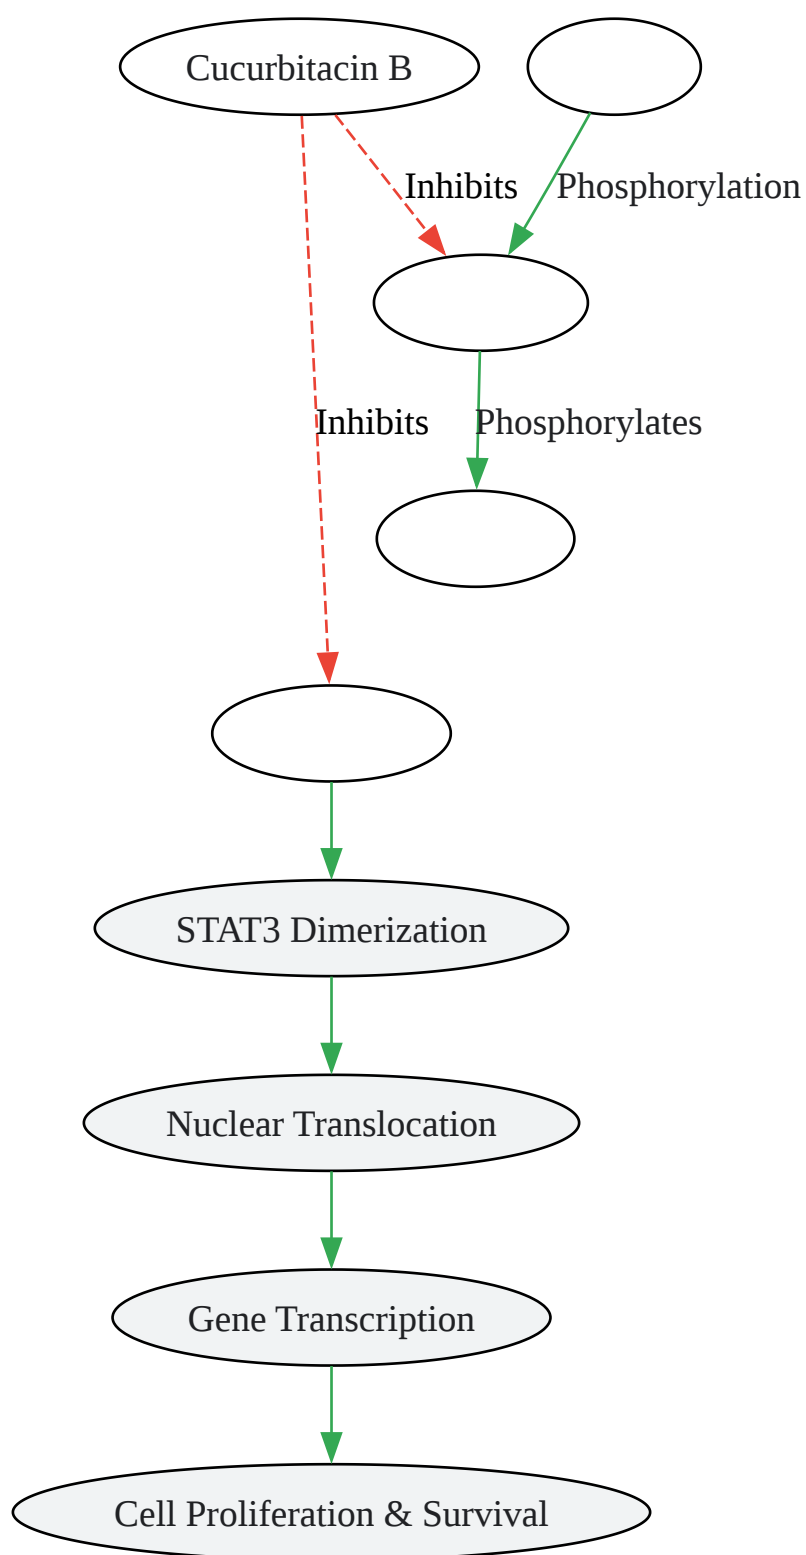 Cucurbitacin B
Inhibits
Phosphorylation
Inhibits
Phosphorylates
STAT3 Dimerization
Nuclear Translocation
Gene Transcription
Cell Proliferation & Survival